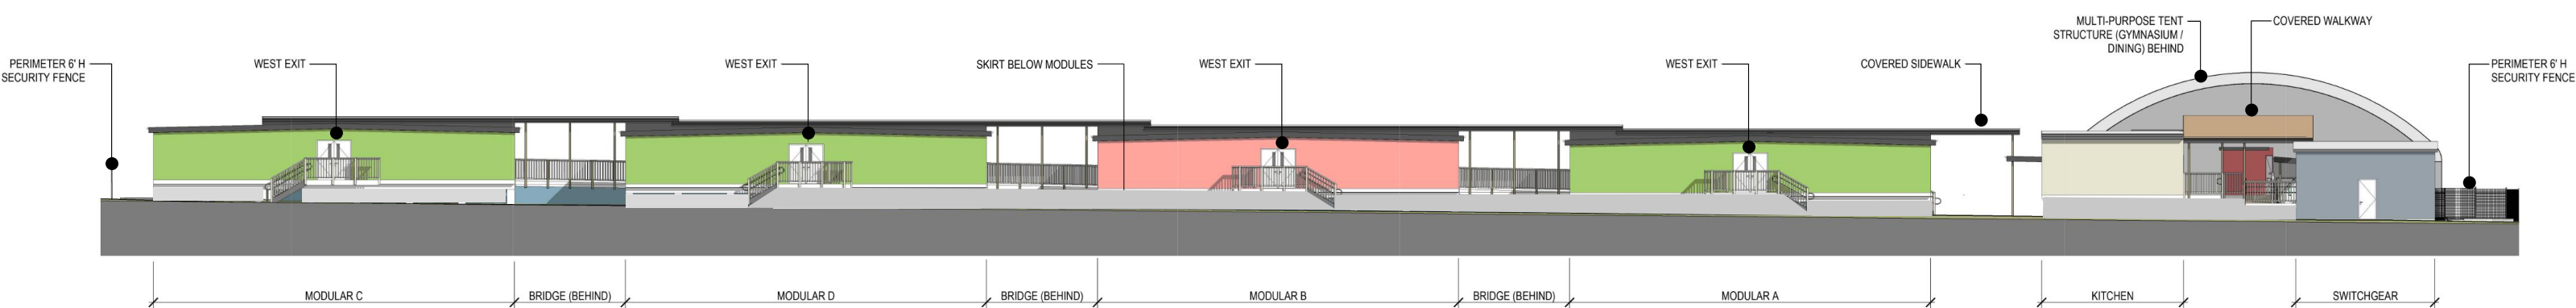 MULTI-PURPOSE TENT
STRUCTURE (GYMNASIUM /
DINING) BEHIND
COVERED WALKWAY
PERIMETER 6' H
SECURITY FENCE
WEST EXIT
WEST EXIT
SKIRT BELOW MODULES
WEST EXIT
WEST EXIT
COVERED SIDEWALK
PERIMETER 6' H
SECURITY FENCE
MODULAR C
BRIDGE (BEHIND)
MODULAR D
BRIDGE (BEHIND)
MODULAR B
BRIDGE (BEHIND)
MODULAR A
KITCHEN
SWITCHGEAR